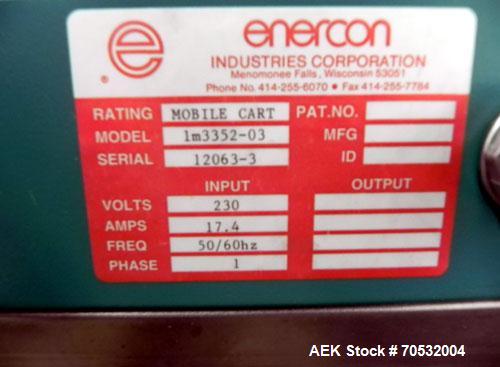 e enercon
®
INDUSTRIES CORPORATION
Menomonee Falls, Wisconsin 53051
Phone No. 414-255-6070 • Fax 414-255-7784
RATING MOBILE CART PAT.NO.
MODEL lm3352-03 MFG
SERIAL 12063-3 ID
INPUT OUTPUT
VOLTS 230
AMPS 17.4
FREQ 50/60hz
PHASE 1
AEK Stock # 70532004